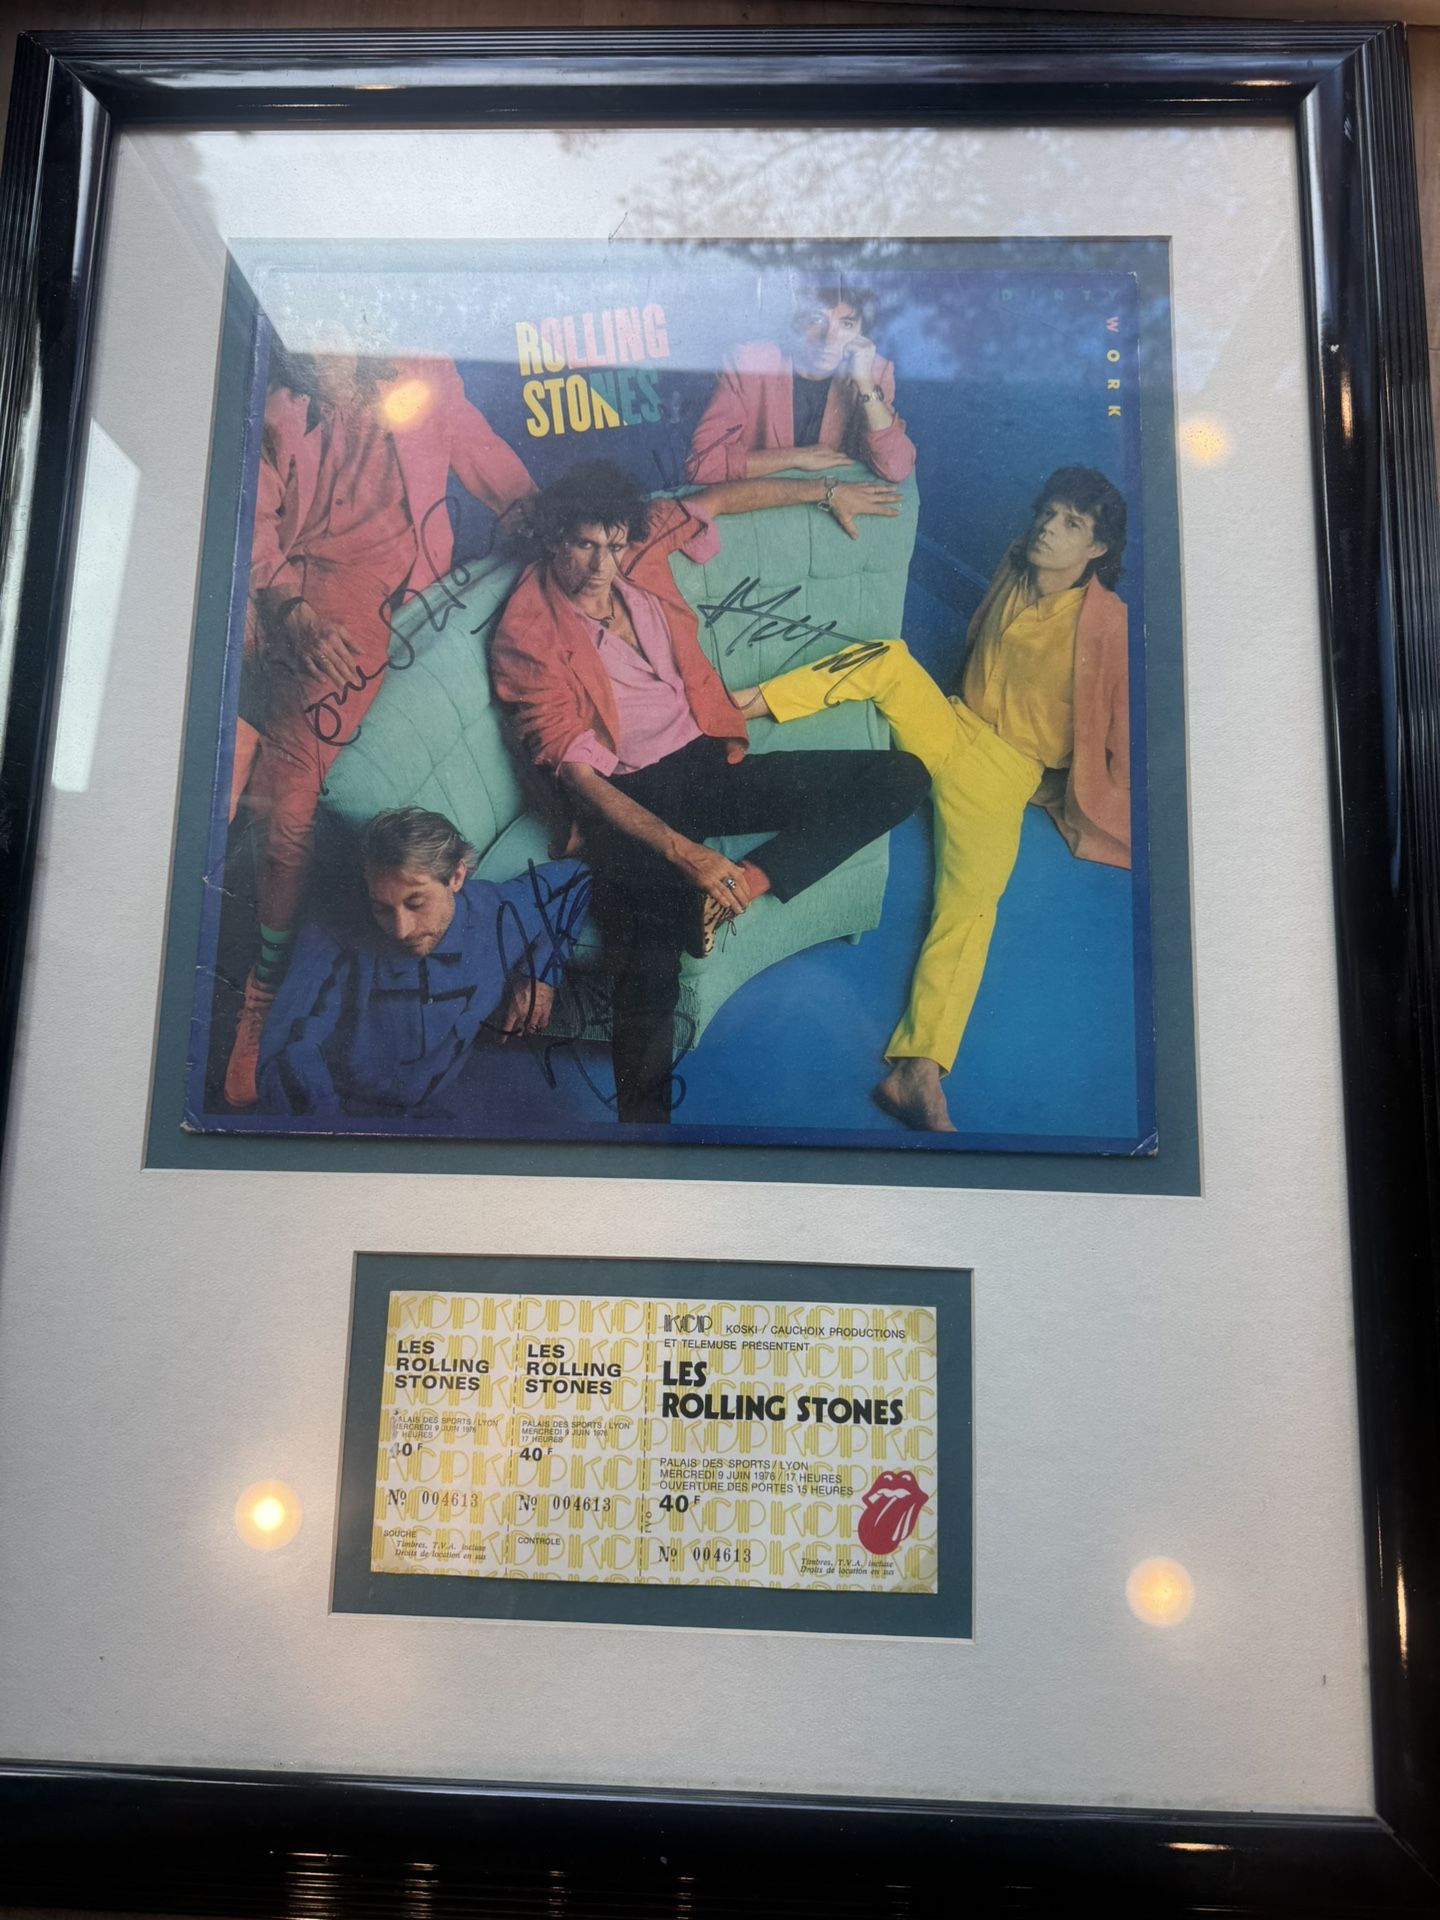 DIRTY
WORK
ROLLING
STONES
KCP KOSKI / CAUCHOIX PRODUCTIONS
ET TELEMUSE PRÉSENTENT
LES
ROLLING STONES
PALAIS DES SPORTS / LYON
MERCREDI 9 JUIN 1976 / 17 HEURES
OUVERTURE DES PORTES 15 HEURES
40 F
Nº 004613
Timbres, T.V.A. incluse
Droits de location en sus
LES
ROLLING
STONES
PALAIS DES SPORTS / LYON
MERCREDI 9 JUIN 1976
17 HEURES
40 F
Nº 004613
CONTROLE
LES
ROLLING
STONES
PALAIS DES SPORTS / LYON
MERCREDI 9 JUIN 1976
17 HEURES
40 F
Nº 004613
SOUCHE
Timbres, T.V.A. incluse
Droits de location en sus